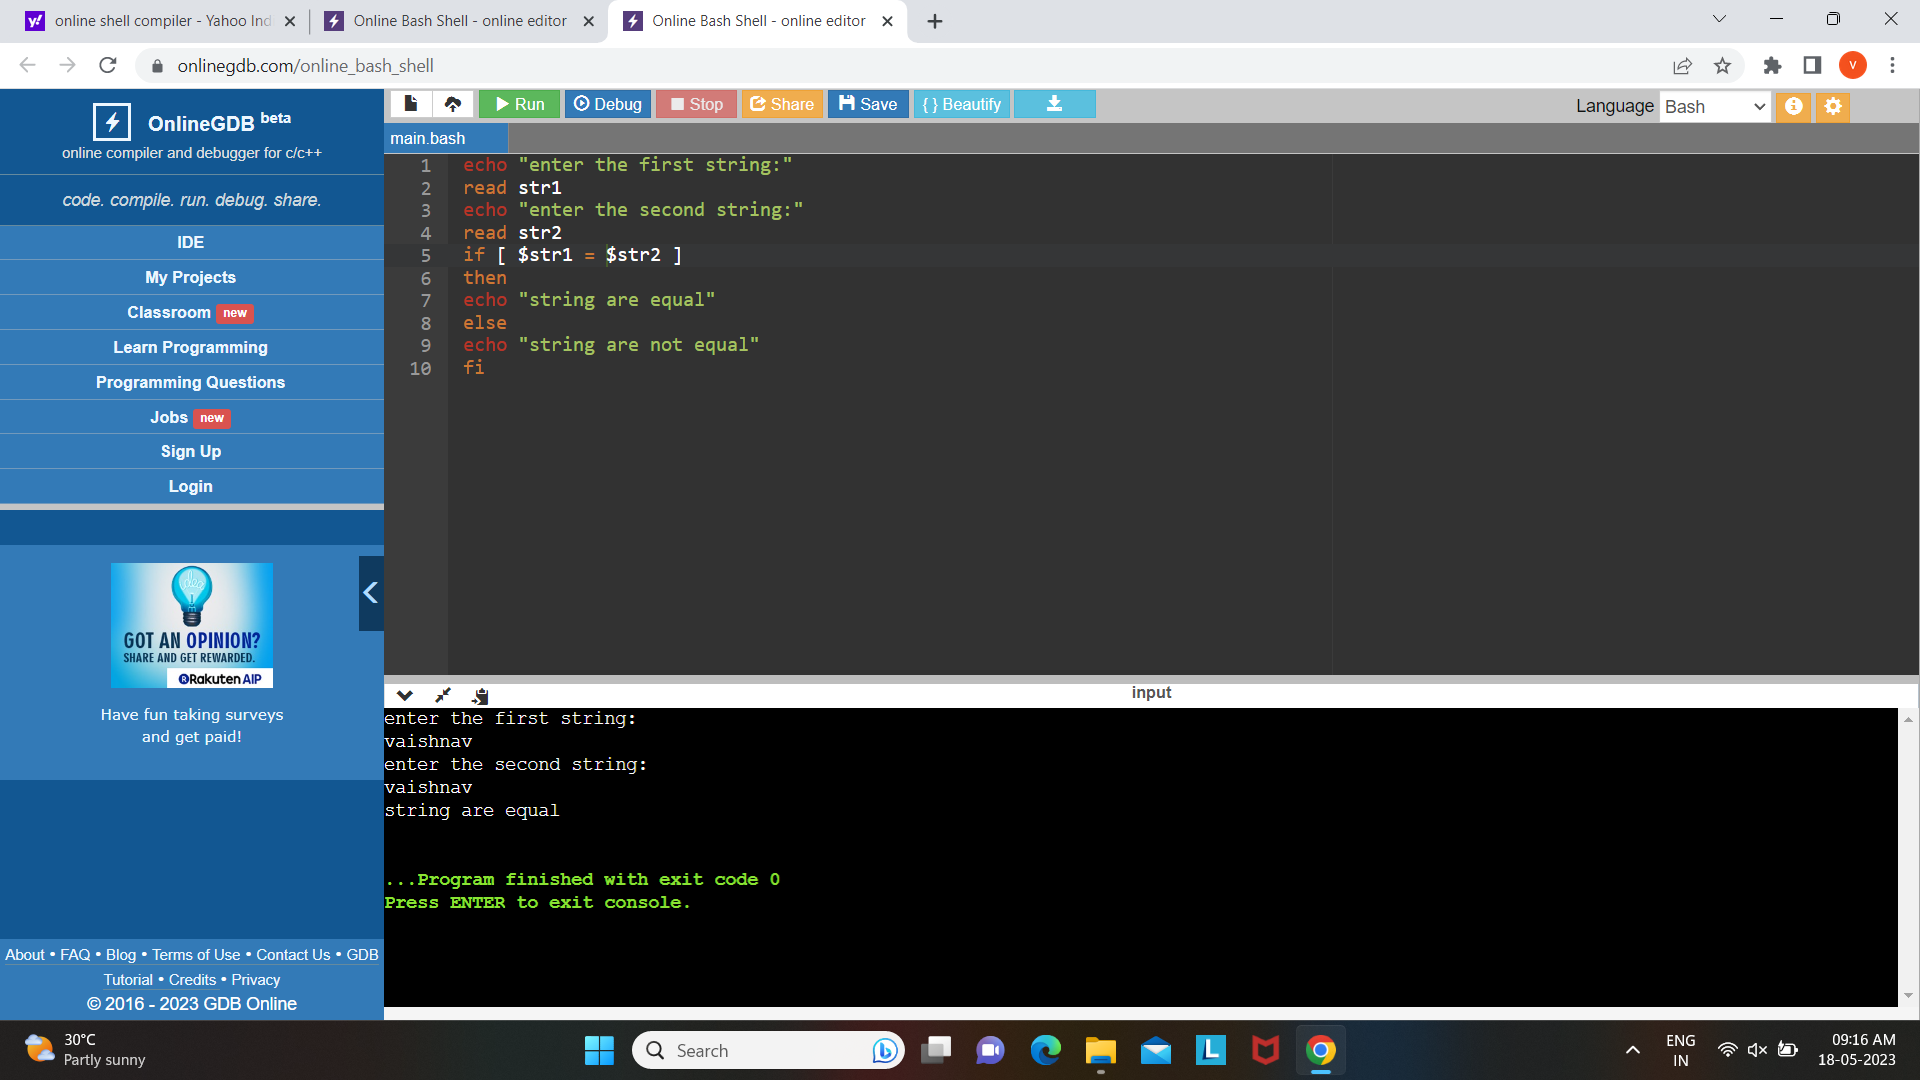 online shell compiler - Yahoo Ind
Online Bash Shell - online editor
Online Bash Shell - online editor
onlinegdb.com/online_bash_shell
V
OnlineGDB beta
online compiler and debugger for c/c++
code. compile. run. debug. share.
IDE
My Projects
Classroom new
Learn Programming
Programming Questions
Jobs new
Sign Up
Login
GOT AN OPINION?
SHARE AND GET REWARDED.
Rakuten AIP
Have fun taking surveys
and get paid!
About • FAQ • Blog • Terms of Use • Contact Us • GDB
Tutorial • Credits • Privacy
© 2016 - 2023 GDB Online
Run Debug Stop Share Save { } Beautify
Language Bash
main.bash
1 echo "enter the first string:"
2 read str1
3 echo "enter the second string:"
4 read str2
5 if [ $str1 = $str2 ]
6 then
7 echo "string are equal"
8 else
9 echo "string are not equal"
10 fi
input
enter the first string:
vaishnav
enter the second string:
vaishnav
string are equal
...Program finished with exit code 0
Press ENTER to exit console.
30°C
Partly sunny
Search
L
ENG
IN
09:16 AM
18-05-2023